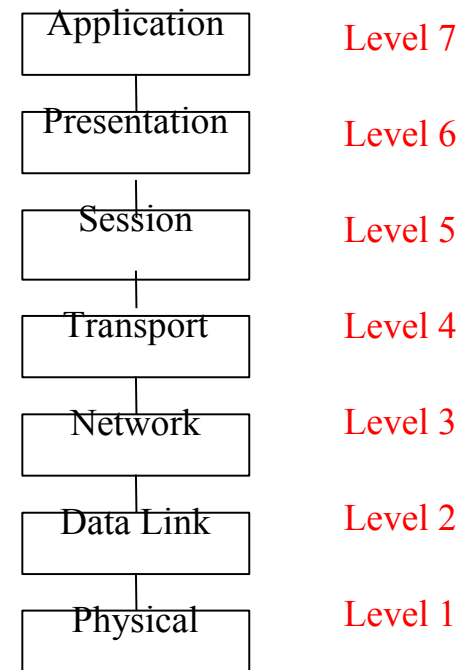 Application Level 7
Presentation Level 6
Session Level 5
Transport Level 4
Network Level 3
Data Link Level 2
Physical Level 1